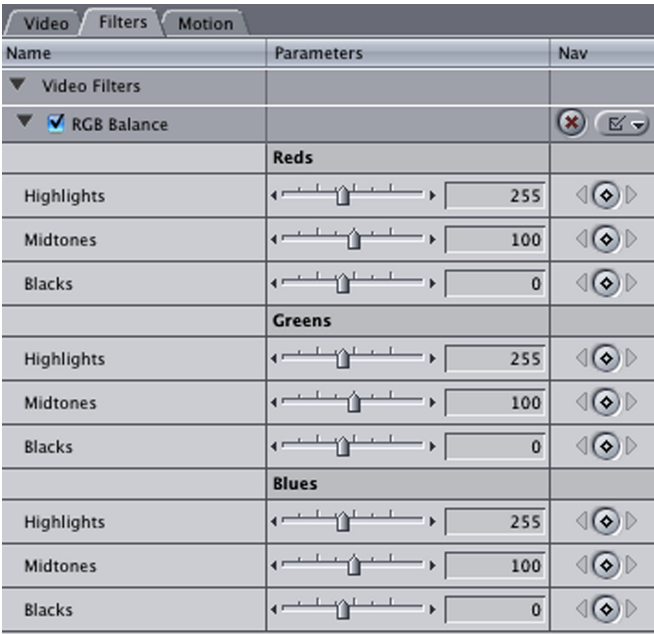 Video Filters Motion
Name Parameters Nav
Video Filters
RGB Balance
Reds
Highlights 255
Midtones 100
Blacks 0
Greens
Highlights 255
Midtones 100
Blacks 0
Blues
Highlights 255
Midtones 100
Blacks 0